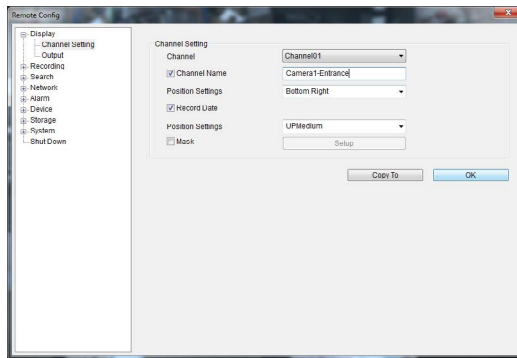 Remote Config
Display
Channel Setting
Output
Recording
Search
Network
Alarm
Device
Storage
System
Shut Down
Channel Setting
Channel Channel01
Channel Name Camera1-Entrance
Position Settings Bottom Right
Record Date
Position Settings UPMedium
Mask Setup
Copy To OK